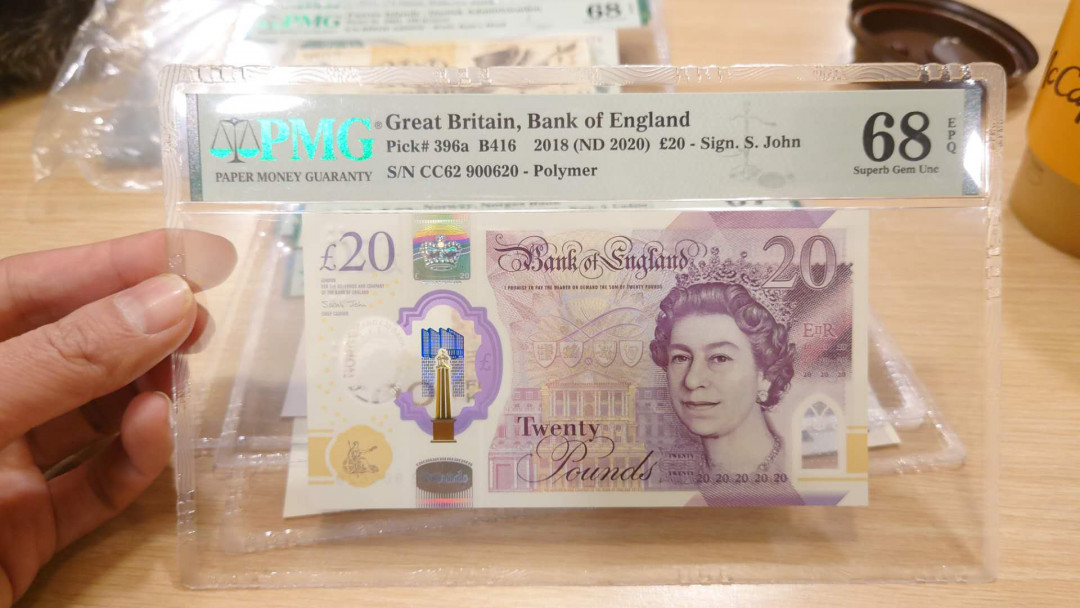 PMG
68
PMG®
PAPER MONEY GUARANTY
Great Britain, Bank of England
Pick# 396a B416 2018 (ND 2020) £20 - Sign. S. John
S/N CC62 900620 - Polymer
68
EPQ
Superb Gem Unc
£20
Bank of England
I PROMISE TO PAY THE BEARER ON DEMAND THE SUM OF TWENTY POUNDS
20
EIIR
Twenty
Pounds
20 20 20 20 20